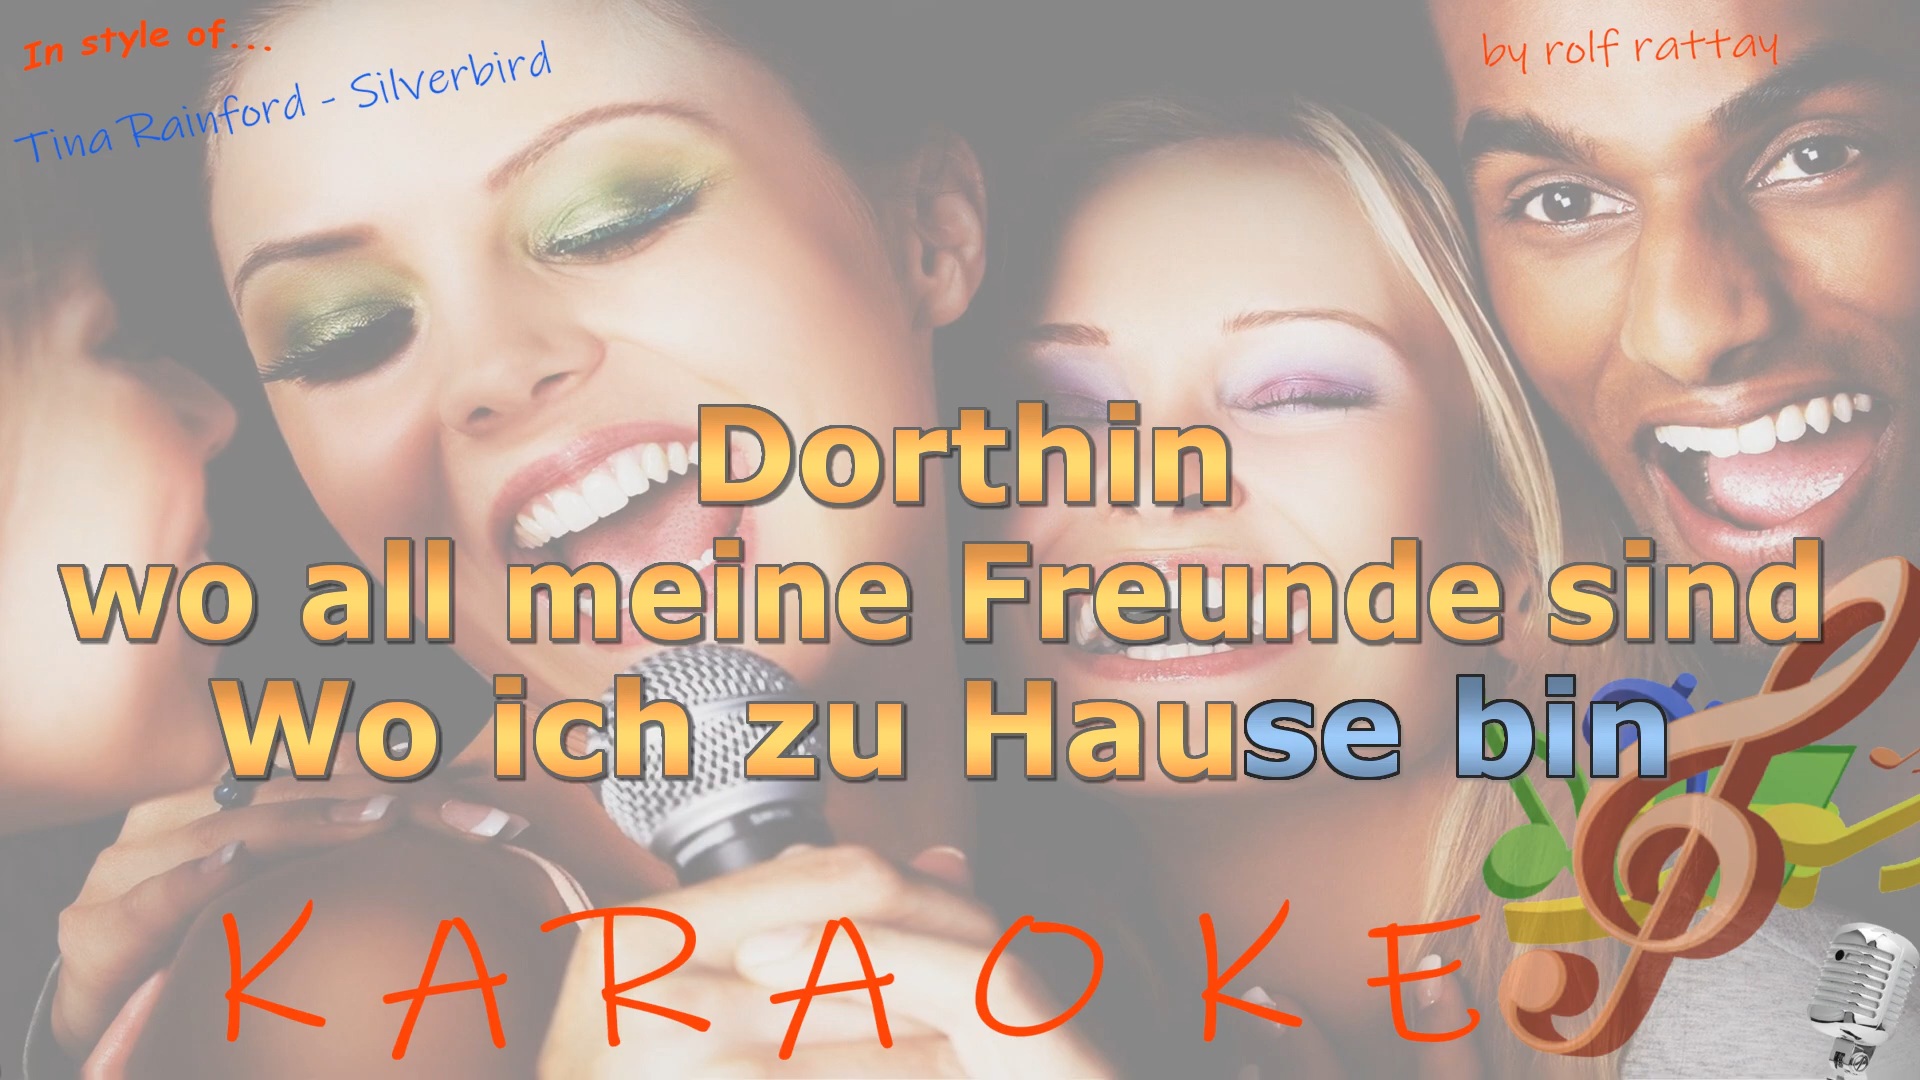 In style of...
Tina Rainford - Silverbird
by rolf rattay
Dorthin
wo all meine Freunde sind
Wo ich zu Hause bin
KARAOKE